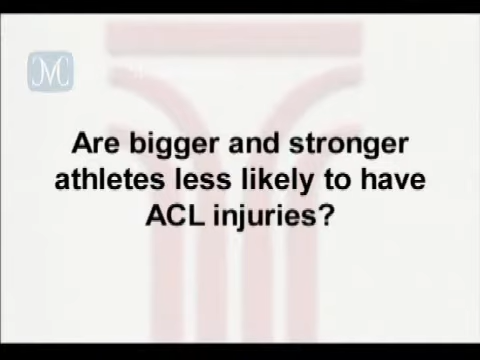 Are bigger and stronger
athletes less likely to have
ACL injuries?